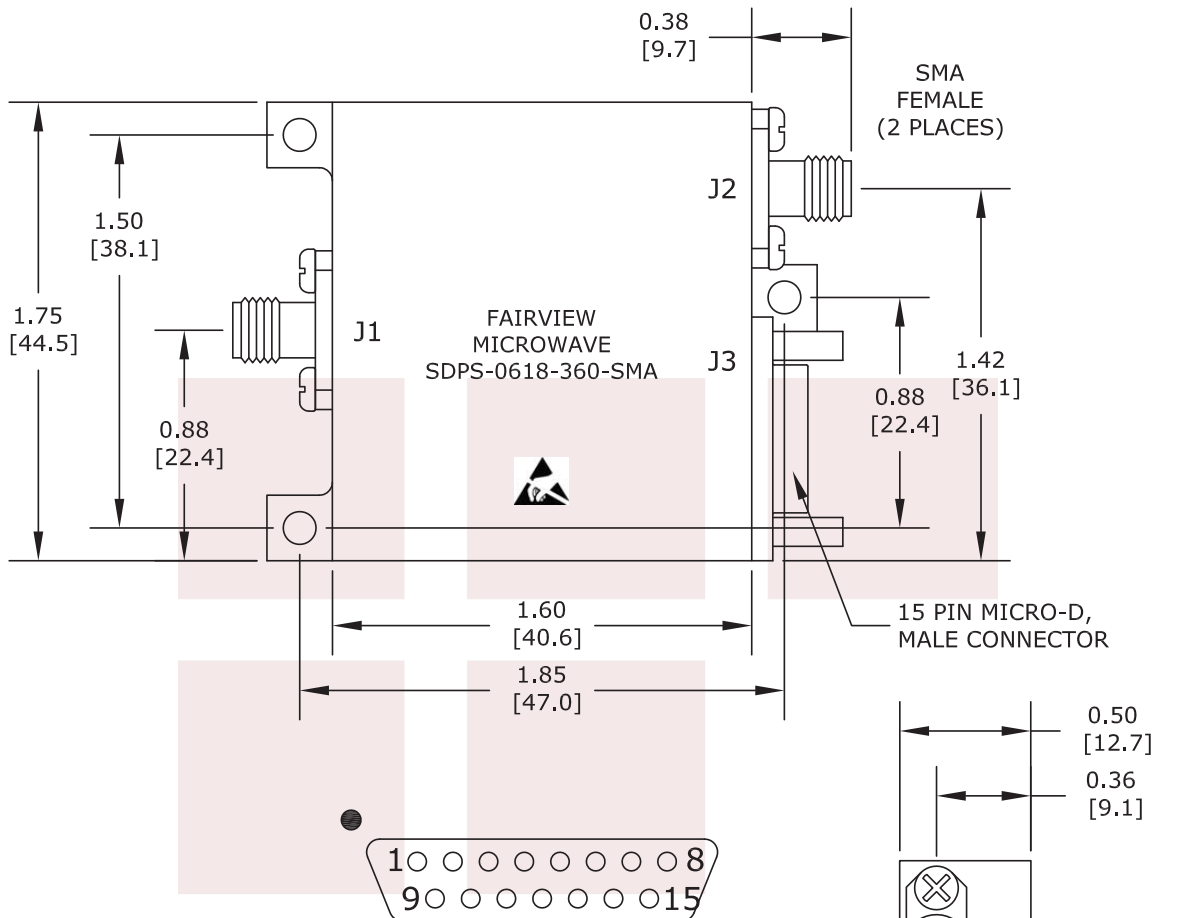 0.38
[9.7]
SMA
FEMALE
(2 PLACES)
J2
1.50
[38.1]
1.75
[44.5]
J1
FAIRVIEW
MICROWAVE
SDPS-0618-360-SMA
J3
1.42
[36.1]
0.88
[22.4]
0.88
[22.4]
1.60
[40.6]
15 PIN MICRO-D,
MALE CONNECTOR
1.85
[47.0]
0.50
[12.7]
0.36
[9.1]
1 8
9 15